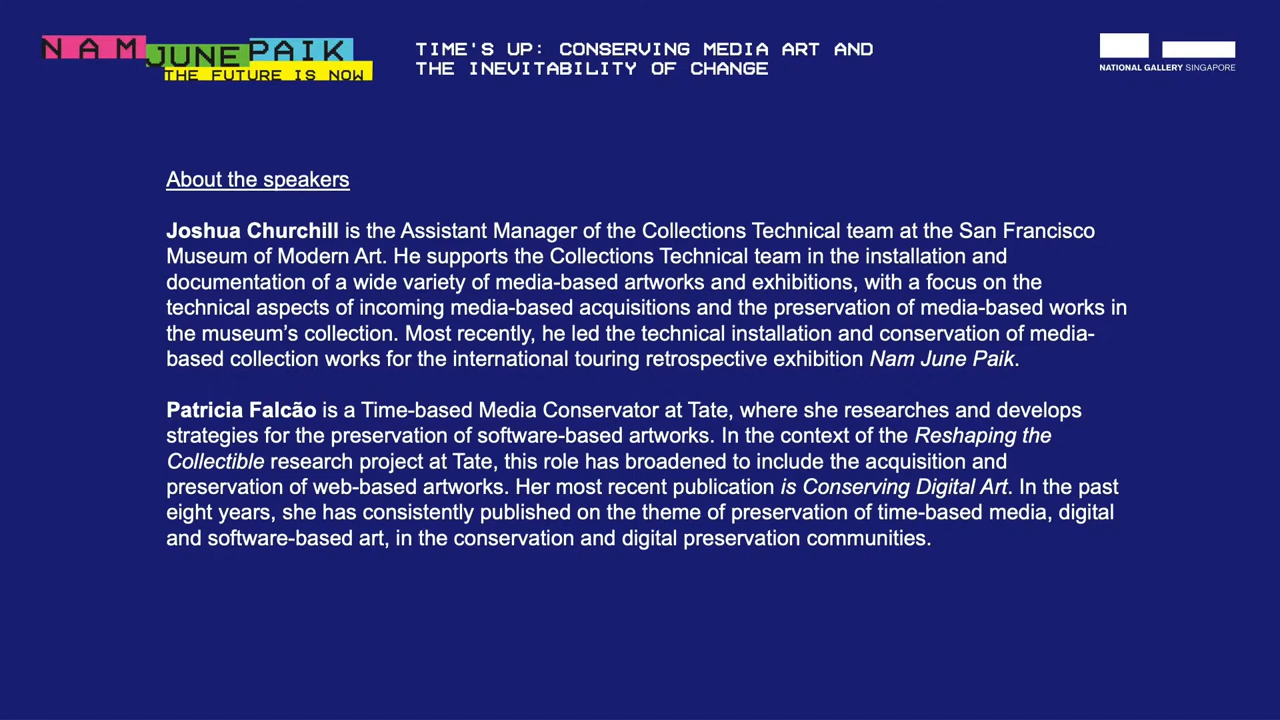 NAM JUNE PAIK
THE FUTURE IS NOW
TIME'S UP: CONSERVING MEDIA ART AND
THE INEVITABILITY OF CHANGE
NATIONAL GALLERY SINGAPORE
About the speakers
Joshua Churchill is the Assistant Manager of the Collections Technical team at the San Francisco
Museum of Modern Art. He supports the Collections Technical team in the installation and
documentation of a wide variety of media-based artworks and exhibitions, with a focus on the
technical aspects of incoming media-based acquisitions and the preservation of media-based works in
the museum’s collection. Most recently, he led the technical installation and conservation of media-
based collection works for the international touring retrospective exhibition Nam June Paik.
Patricia Falcão is a Time-based Media Conservator at Tate, where she researches and develops
strategies for the preservation of software-based artworks. In the context of the Reshaping the
Collectible research project at Tate, this role has broadened to include the acquisition and
preservation of web-based artworks. Her most recent publication is Conserving Digital Art. In the past
eight years, she has consistently published on the theme of preservation of time-based media, digital
and software-based art, in the conservation and digital preservation communities.